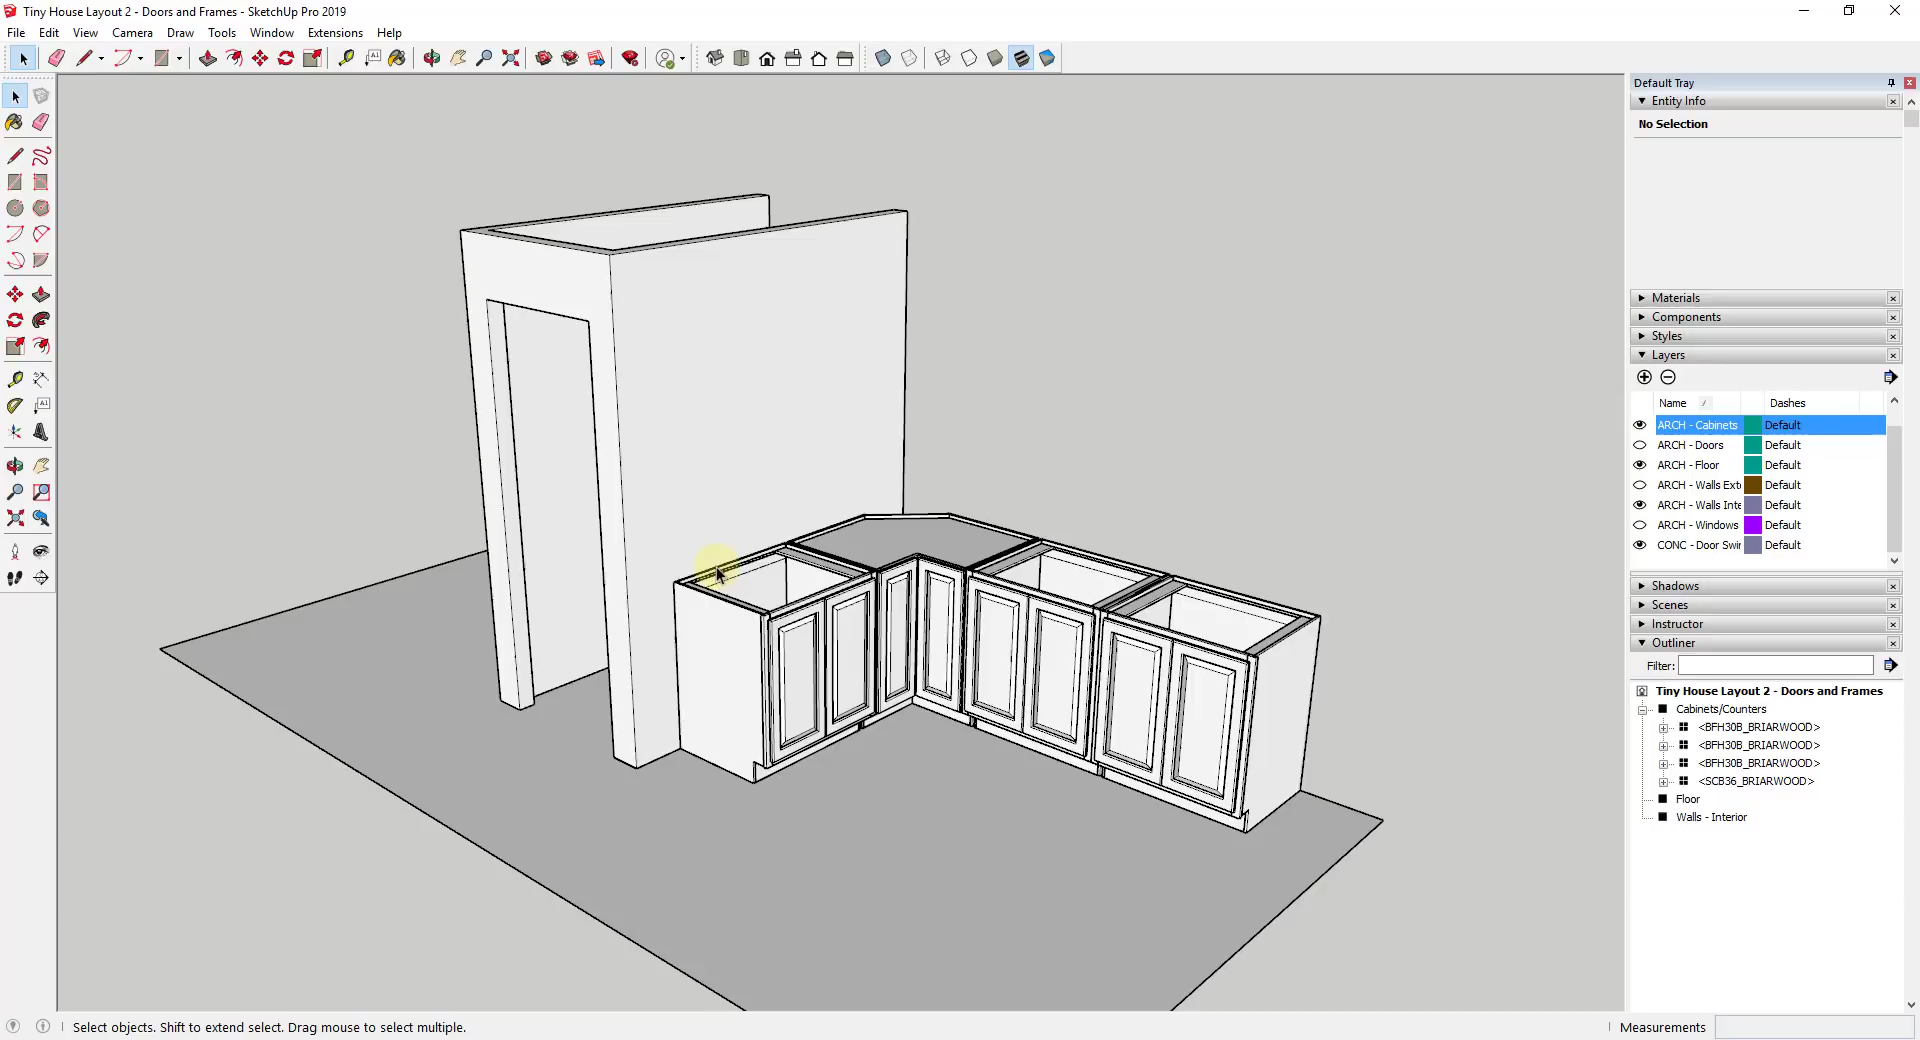 Tiny House Layout 2 - Doors and Frames - SketchUp Pro 2019
File Edit View Camera Draw Tools Window Extensions Help
Default Tray
Entity Info
No Selection
Materials
Components
Styles
Layers
Name Dashes
ARCH - Cabinets Default
ARCH - Doors Default
ARCH - Floor Default
ARCH - Walls Ext Default
ARCH - Walls Inte Default
ARCH - Windows Default
CONC - Door Swin Default
Shadows
Scenes
Instructor
Outliner
Filter:
Tiny House Layout 2 - Doors and Frames
Cabinets/Counters
<BFH30B_BRIARWOOD>
<BFH30B_BRIARWOOD>
<BFH30B_BRIARWOOD>
<SCB36_BRIARWOOD>
Floor
Walls - Interior
Select objects. Shift to extend select. Drag mouse to select multiple.
Measurements